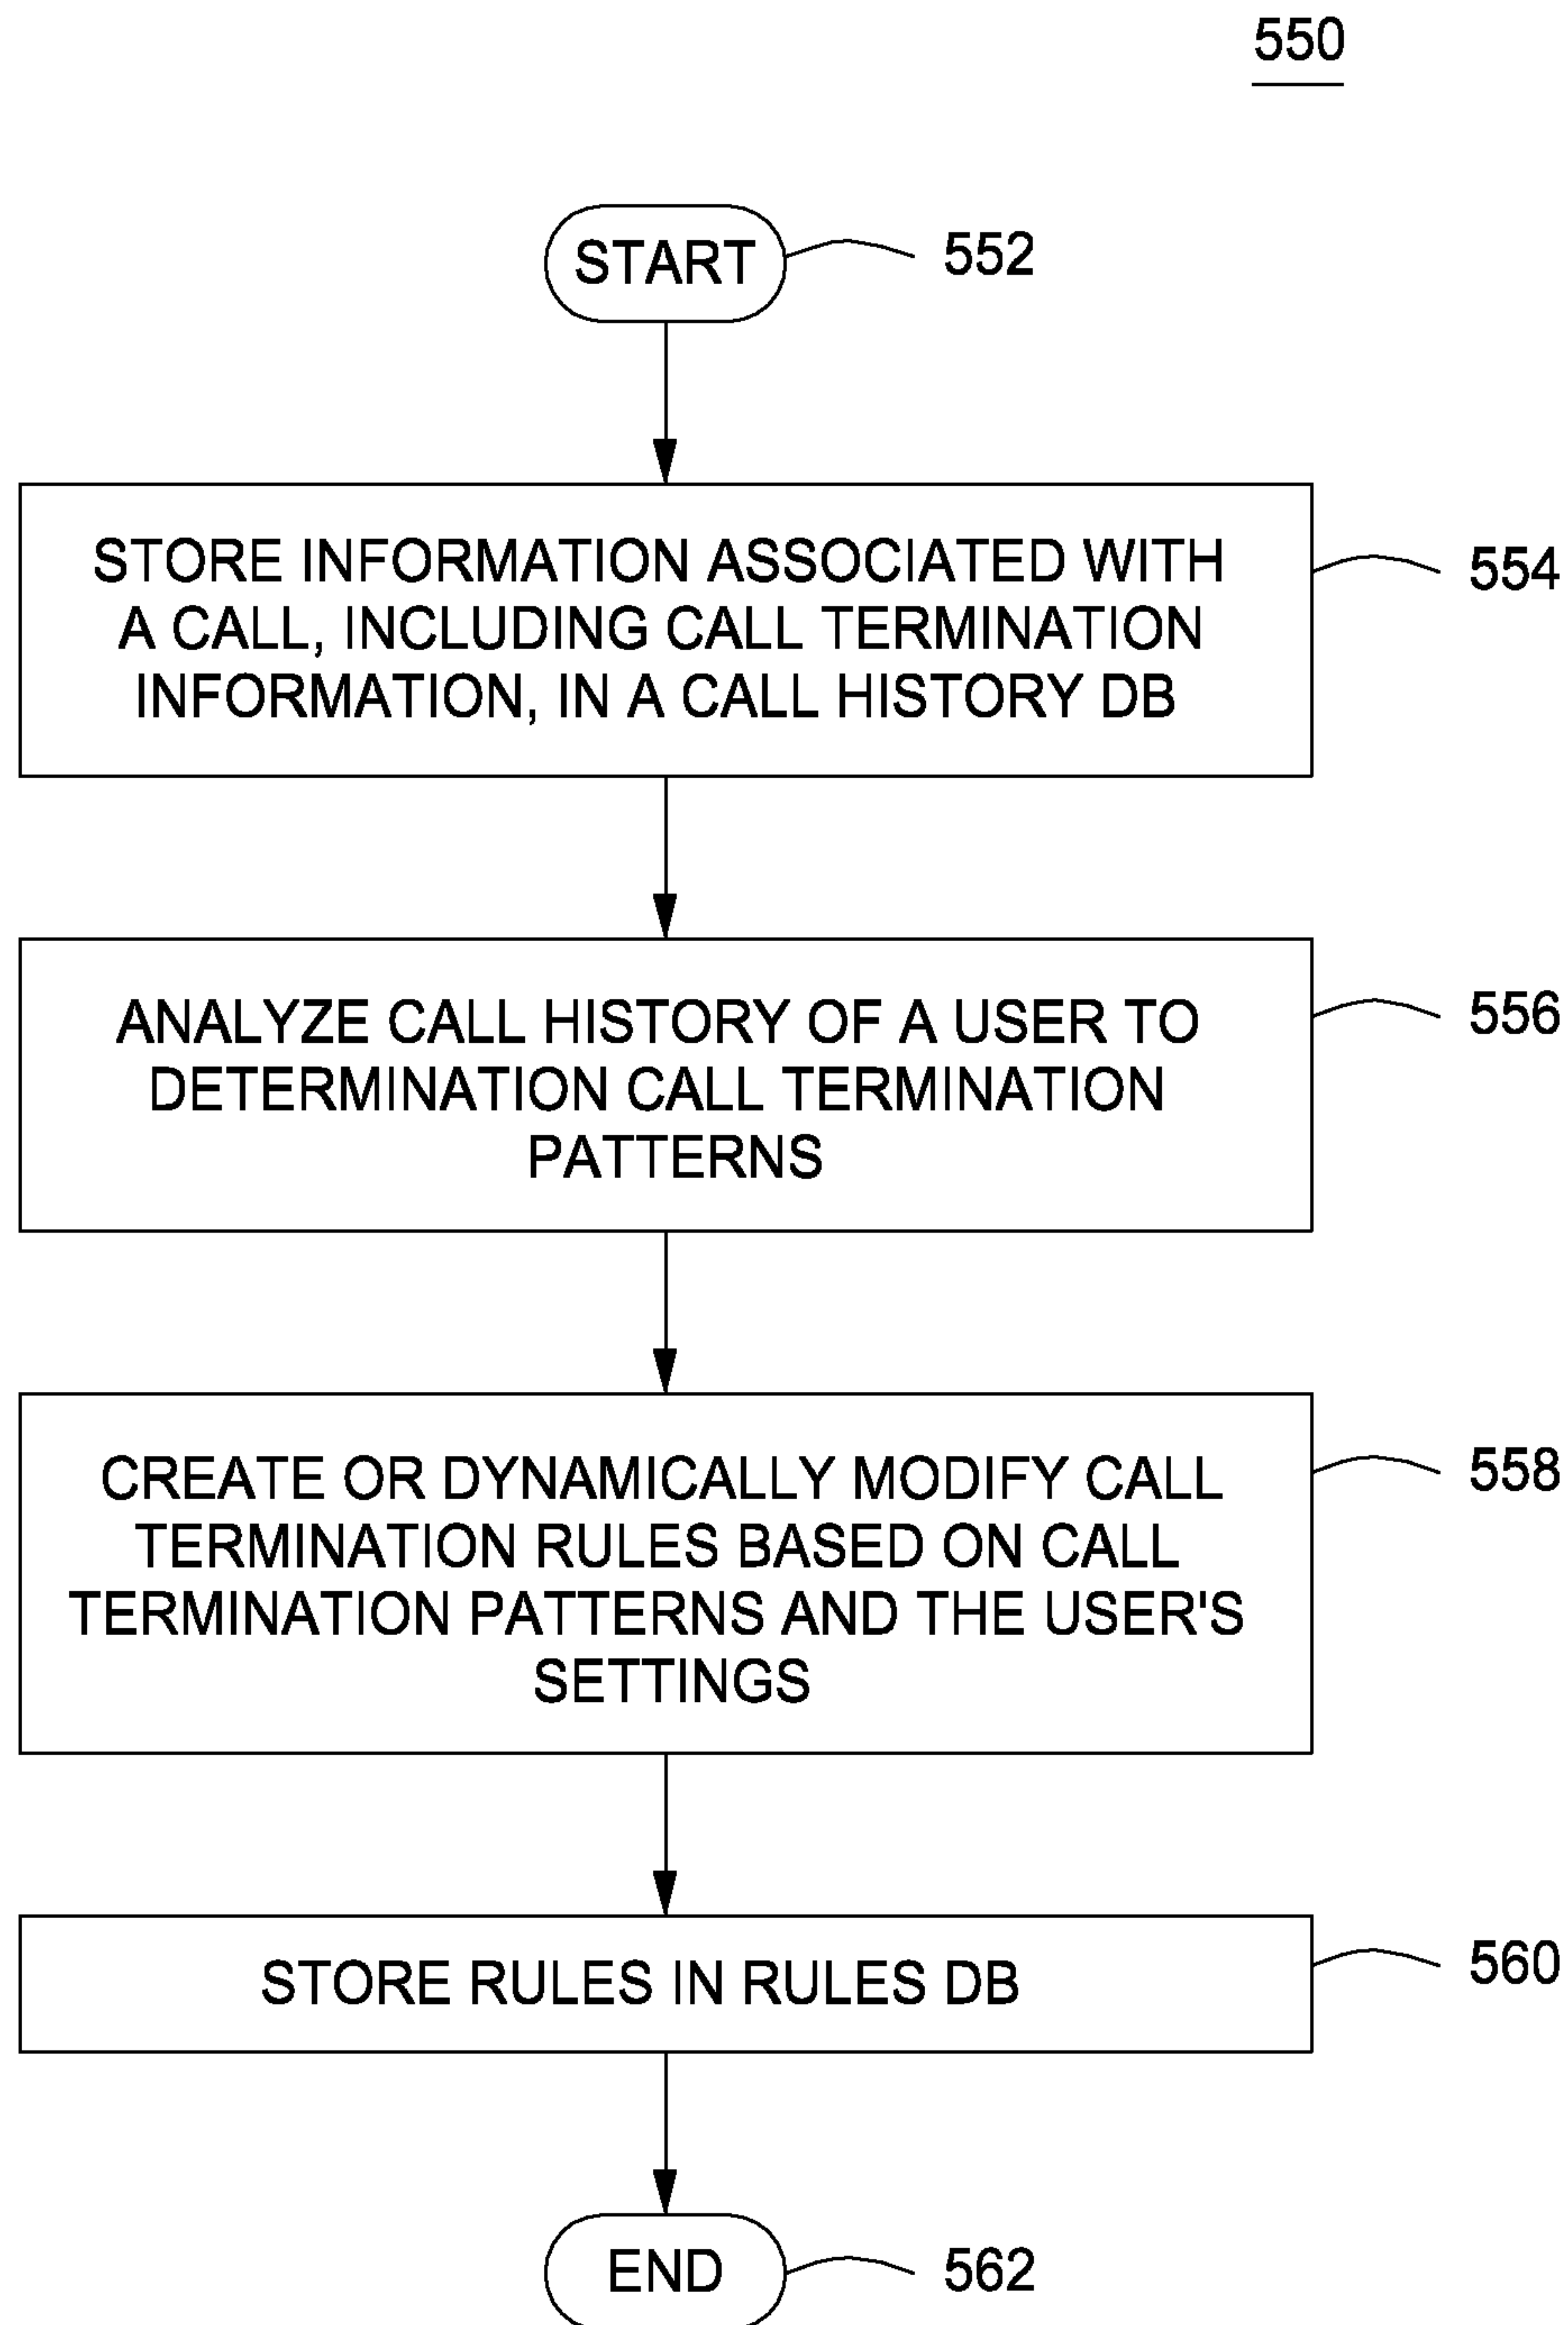 550
START
552
STORE INFORMATION ASSOCIATED WITH
A CALL, INCLUDING CALL TERMINATION
INFORMATION, IN A CALL HISTORY DB
554
ANALYZE CALL HISTORY OF A USER TO
DETERMINATION CALL TERMINATION
PATTERNS
556
CREATE OR DYNAMICALLY MODIFY CALL
TERMINATION RULES BASED ON CALL
TERMINATION PATTERNS AND THE USER'S
SETTINGS
558
STORE RULES IN RULES DB
560
END
562